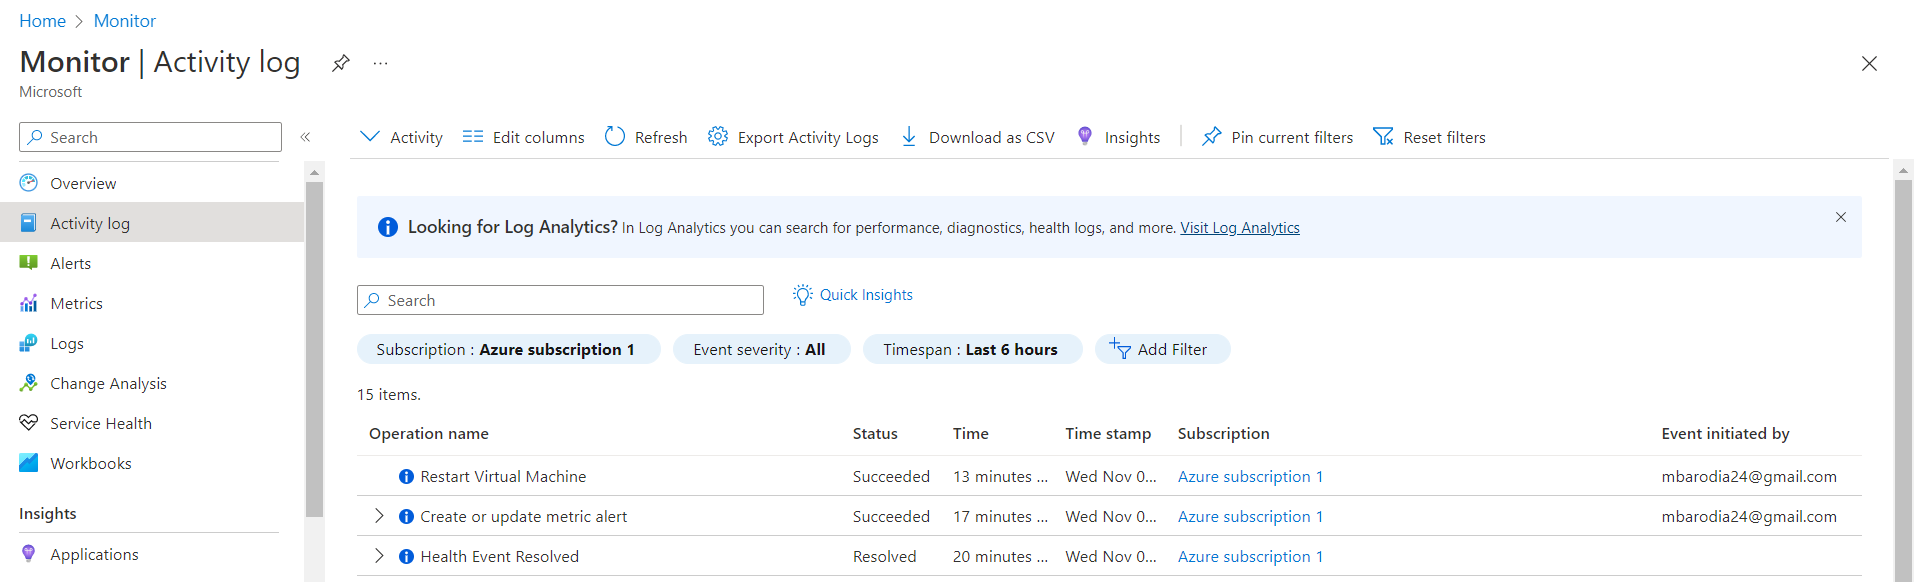 Home > Monitor
Monitor | Activity log ...
Microsoft
Search
«
Activity Edit columns Refresh Export Activity Logs Download as CSV Insights Pin current filters Reset filters
Overview
Activity log
Alerts
Metrics
Logs
Change Analysis
Service Health
Workbooks
Insights
Applications
Looking for Log Analytics? In Log Analytics you can search for performance, diagnostics, health logs, and more. Visit Log Analytics
Search
Quick Insights
Subscription : Azure subscription 1 Event severity : All Timespan : Last 6 hours Add Filter
15 items.
Operation name Status Time Time stamp Subscription Event initiated by
Restart Virtual Machine Succeeded 13 minutes ... Wed Nov 0... Azure subscription 1 mbarodia24@gmail.com
Create or update metric alert Succeeded 17 minutes ... Wed Nov 0... Azure subscription 1 mbarodia24@gmail.com
Health Event Resolved Resolved 20 minutes ... Wed Nov 0... Azure subscription 1